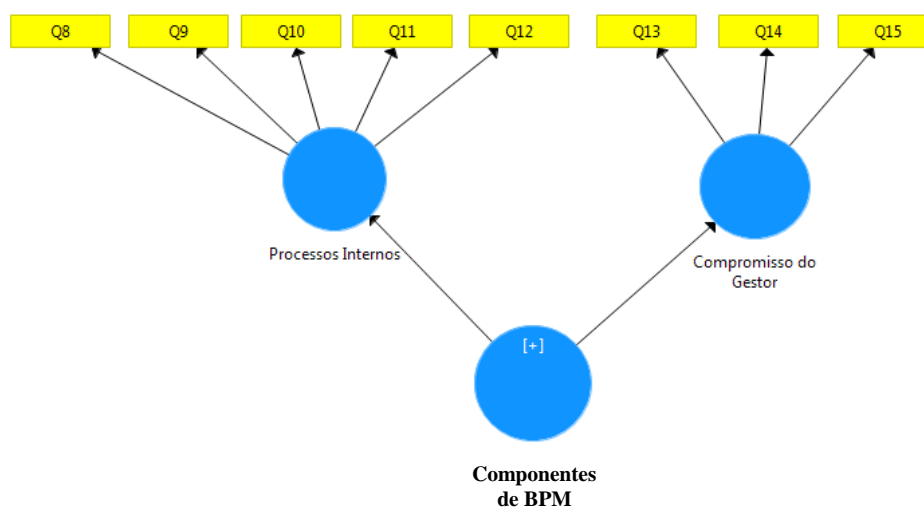 Q8
Q9
Q10
Q11
Q12
Q13
Q14
Q15
Processos Internos
Compromisso do
Gestor
[+]
Componentes
de BPM